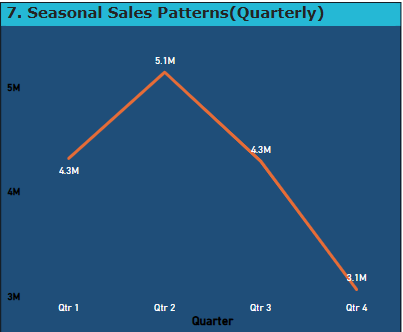 7. Seasonal Sales Patterns(Quarterly)
5.1M
5M
4.3M
4.3M
4M
3.1M
3M
Qtr 1 Qtr 2 Qtr 3 Qtr 4
Quarter